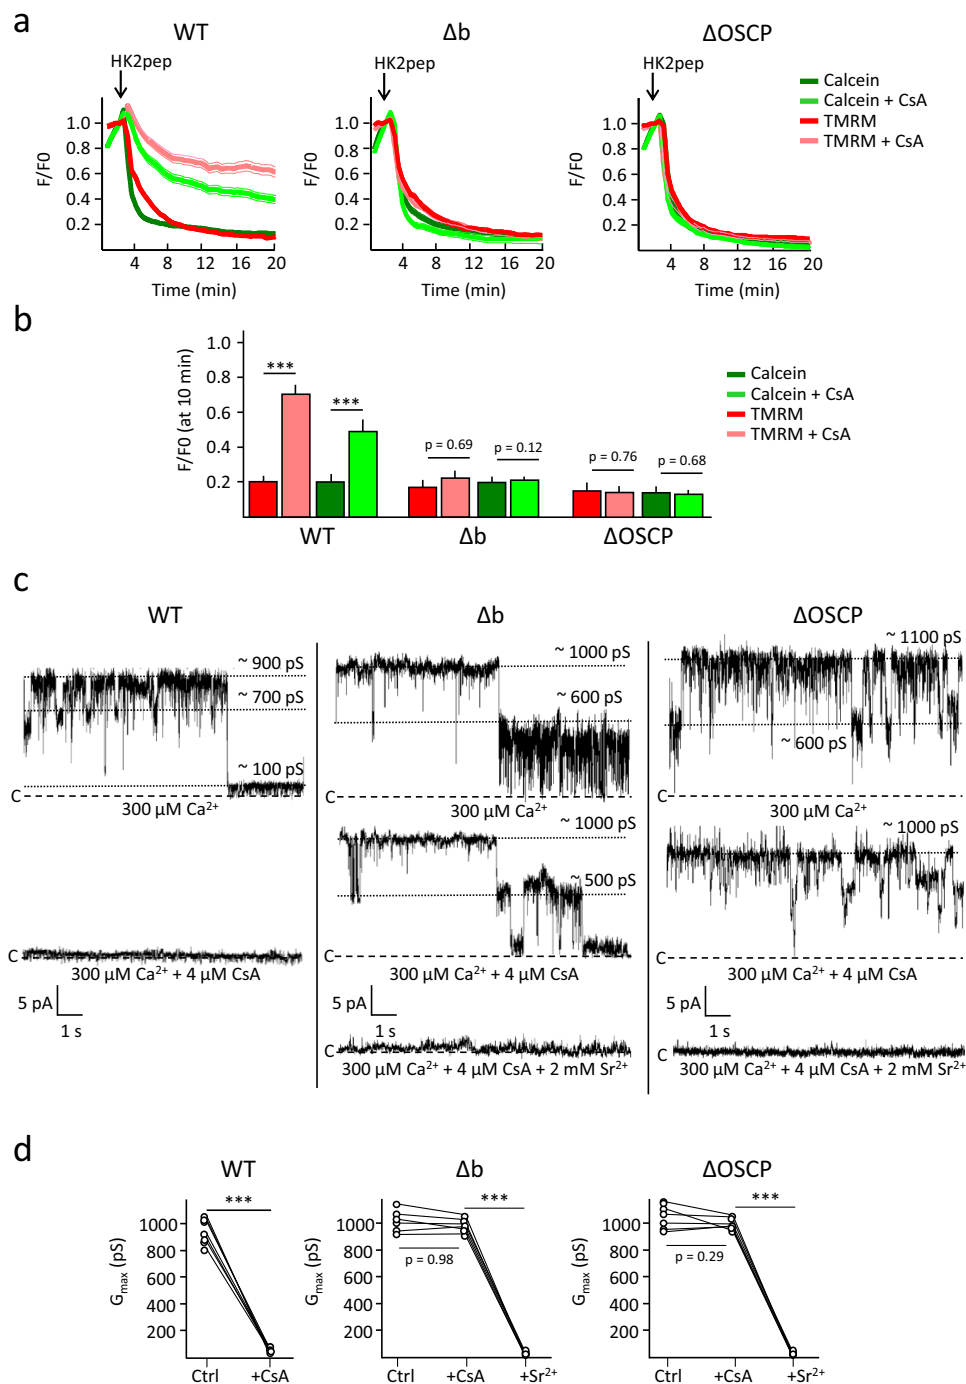 a
WT
Δb
ΔOSCP
HK2pep
HK2pep
HK2pep
Calcein
Calcein + CsA
TMRM
TMRM + CsA
F/F0
1.0
0.8
0.6
0.4
0.2
4 8 12 16 20
Time (min)
F/F0
1.0
0.8
0.6
0.4
0.2
4 8 12 16 20
Time (min)
F/F0
1.0
0.8
0.6
0.4
0.2
4 8 12 16 20
Time (min)
b
F/F0 (at 10 min)
1.0
0.8
0.6
0.4
0.2
***
***
p = 0.69
p = 0.12
p = 0.76
p = 0.68
Calcein
Calcein + CsA
TMRM
TMRM + CsA
WT
Δb
ΔOSCP
c
WT
~ 900 pS
~ 700 pS
~ 100 pS
C
300 µM Ca²⁺
C
300 µM Ca²⁺ + 4 µM CsA
5 pA
1 s
Δb
~ 1000 pS
~ 600 pS
C
300 µM Ca²⁺
~ 1000 pS
~ 500 pS
C
300 µM Ca²⁺ + 4 µM CsA
5 pA
1 s
C
300 µM Ca²⁺ + 4 µM CsA + 2 mM Sr²⁺
ΔOSCP
~ 1100 pS
~ 600 pS
C
300 µM Ca²⁺
~ 1000 pS
C
300 µM Ca²⁺ + 4 µM CsA
5 pA
1 s
C
300 µM Ca²⁺ + 4 µM CsA + 2 mM Sr²⁺
d
WT
***
Gmax (pS)
1000
800
600
400
200
Ctrl +CsA
Δb
***
p = 0.98
Gmax (pS)
1000
800
600
400
200
Ctrl +CsA +Sr²⁺
ΔOSCP
***
p = 0.29
Gmax (pS)
1000
800
600
400
200
Ctrl +CsA +Sr²⁺